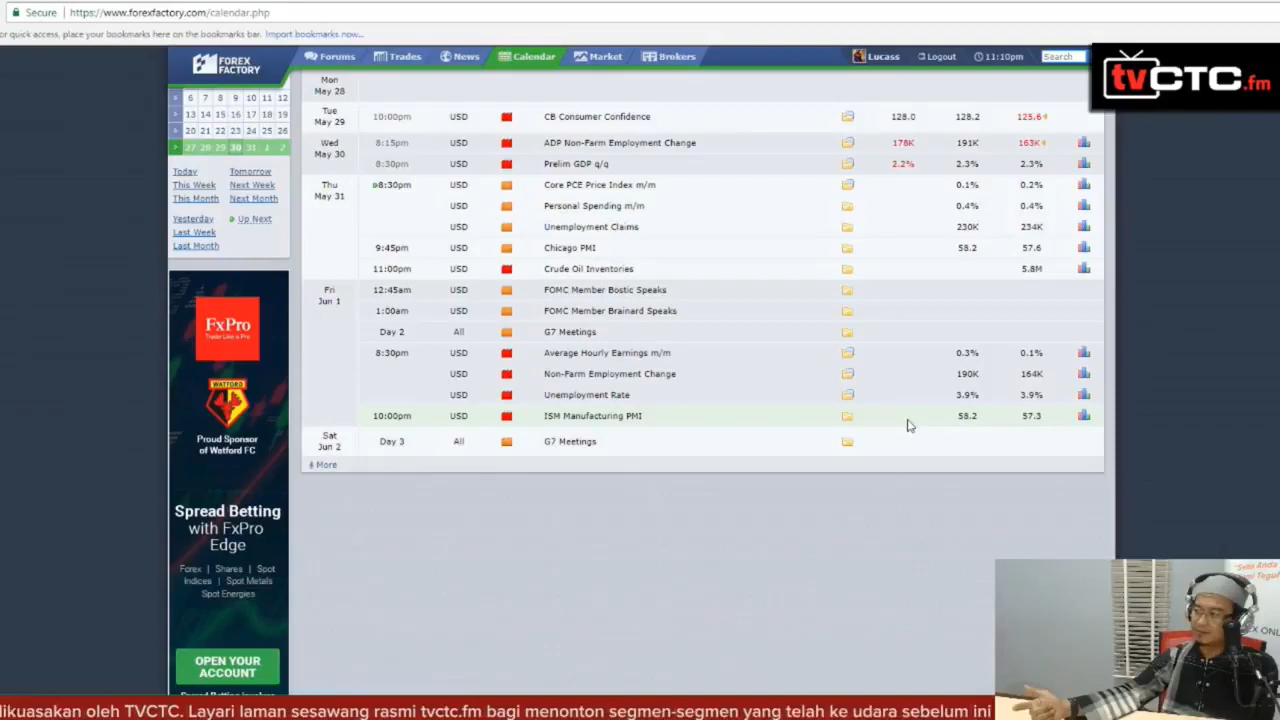 Secure https://www.forexfactory.com/calendar.php
or quick access, place your bookmarks here on the bookmarks bar. Import bookmarks now...
FOREX FACTORY Forums Trades News Calendar Market Brokers Lucass Logout 11:10pm Search
tvCTC.fm
6 7 8 9 10 11 12
13 14 15 16 17 18 19
20 21 22 23 24 25 26
27 28 29 30 31 1 2
Today Tomorrow
This Week Next Week
This Month Next Month
Yesterday Up Next
Last Week
Last Month
Mon May 28
Tue May 29 10:00pm USD CB Consumer Confidence 128.0 128.2 125.6
Wed May 30 8:15pm USD ADP Non-Farm Employment Change 178K 191K 163K
8:30pm USD Prelim GDP q/q 2.2% 2.3% 2.3%
Thu May 31 8:30pm USD Core PCE Price Index m/m 0.1% 0.2%
USD Personal Spending m/m 0.4% 0.4%
USD Unemployment Claims 230K 234K
9:45pm USD Chicago PMI 58.2 57.6
11:00pm USD Crude Oil Inventories 5.8M
Fri Jun 1 12:45am USD FOMC Member Bostic Speaks
1:00am USD FOMC Member Brainard Speaks
Day 2 All G7 Meetings
8:30pm USD Average Hourly Earnings m/m 0.3% 0.1%
USD Non-Farm Employment Change 190K 164K
USD Unemployment Rate 3.9% 3.9%
10:00pm USD ISM Manufacturing PMI 58.2 57.3
Sat Jun 2 Day 3 All G7 Meetings
More
FxPro
Trade Like a Pro
WATFORD
Proud Sponsor
of Watford FC
Spread Betting
with FxPro
Edge
Forex | Shares | Spot
Indices | Spot Metals
Spot Energies
OPEN YOUR
ACCOUNT
"Setia Anda
EX ONL
dikuasakan oleh TVCTC. Layari laman sesawang rasmi tvctc.fm bagi menonton segmen-segmen yang telah ke udara sebelum ini